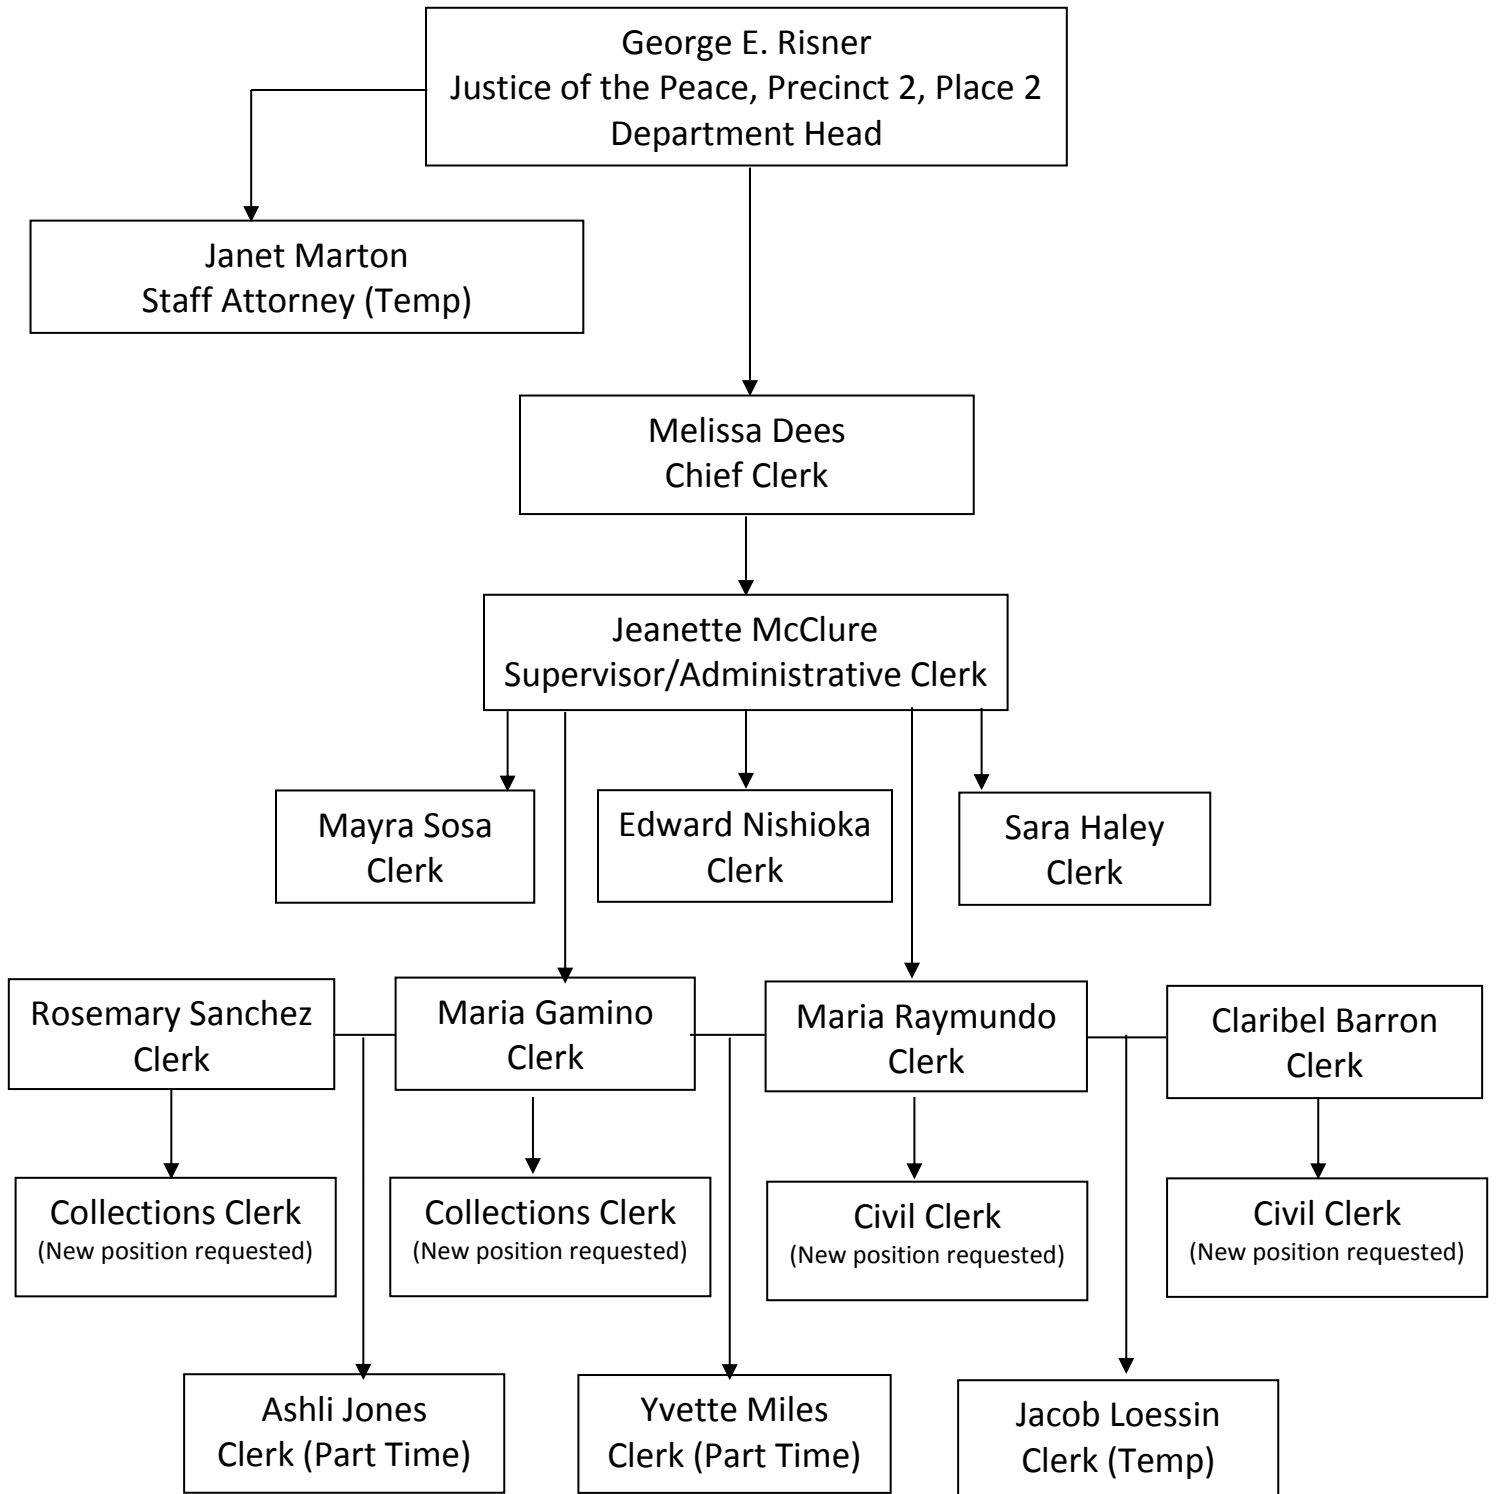 George E. Risner
Justice of the Peace, Precinct 2, Place 2
Department Head
Janet Marton
Staff Attorney (Temp)
Melissa Dees
Chief Clerk
Jeanette McClure
Supervisor/Administrative Clerk
Mayra Sosa
Clerk
Edward Nishioka
Clerk
Sara Haley
Clerk
Rosemary Sanchez
Clerk
Maria Gamino
Clerk
Maria Raymundo
Clerk
Claribel Barron
Clerk
Collections Clerk
(New position requested)
Collections Clerk
(New position requested)
Civil Clerk
(New position requested)
Civil Clerk
(New position requested)
Ashli Jones
Clerk (Part Time)
Yvette Miles
Clerk (Part Time)
Jacob Loessin
Clerk (Temp)